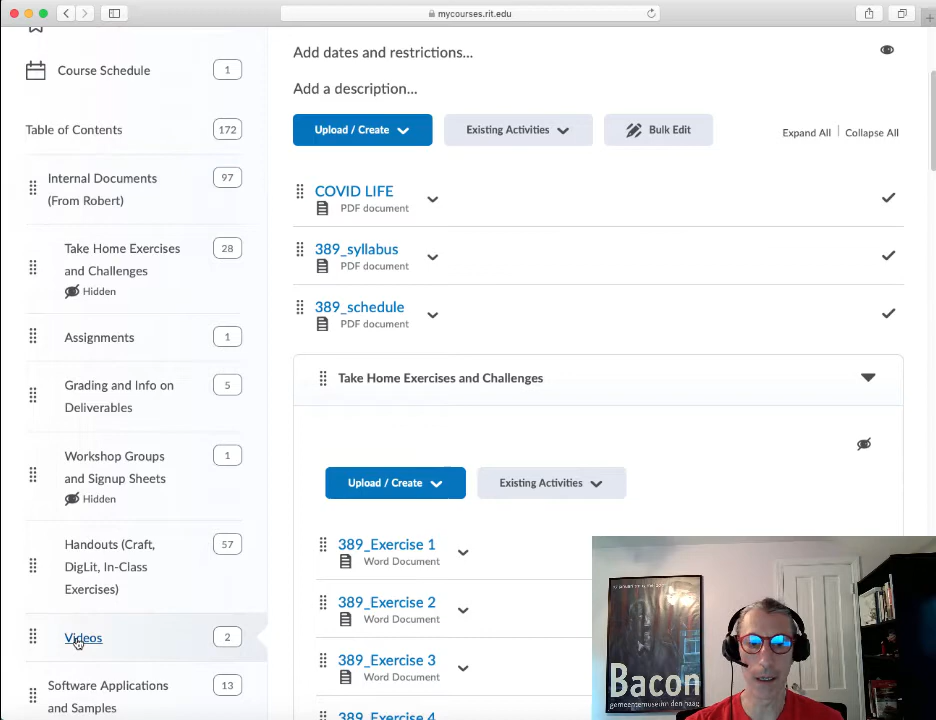 mycourses.rit.edu
Course Schedule
1
Table of Contents
172
Internal Documents
(From Robert)
97
Take Home Exercises
and Challenges
Hidden
28
Assignments
1
Grading and Info on
Deliverables
5
Workshop Groups
and Signup Sheets
Hidden
1
Handouts (Craft,
DigLit, In-Class
Exercises)
57
Videos
2
Software Applications
and Samples
13
Add dates and restrictions...
Add a description...
Upload / Create
Existing Activities
Bulk Edit
Expand All
Collapse All
COVID LIFE
PDF document
389_syllabus
PDF document
389_schedule
PDF document
Take Home Exercises and Challenges
Upload / Create
Existing Activities
389_Exercise 1
Word Document
389_Exercise 2
Word Document
389_Exercise 3
Word Document
389_Exercise 4
Bacon
gemeentemuseum den haag